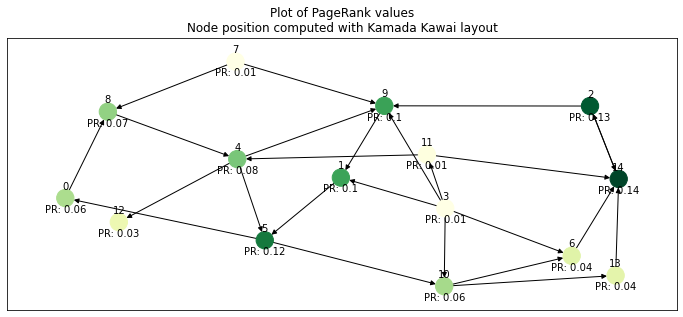 Plot of PageRank values
Node position computed with Kamada Kawai layout
7
PR: 0.01
8
PR: 0.07
9
PR: 0.1
2
PR: 0.13
4
PR: 0.08
11
PR: 0.01
1
PR: 0.1
14
PR: 0.14
0
PR: 0.06
12
PR: 0.03
3
PR: 0.01
5
PR: 0.12
6
PR: 0.04
10
PR: 0.06
13
PR: 0.04